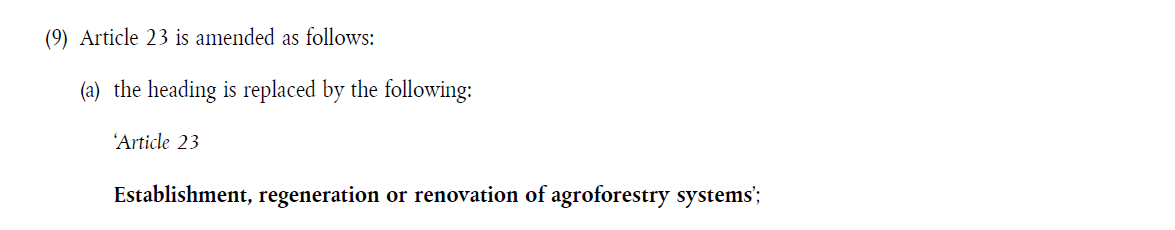 (9) Article 23 is amended as follows:
(a) the heading is replaced by the following:
‘Article 23
Establishment, regeneration or renovation of agroforestry systems’;